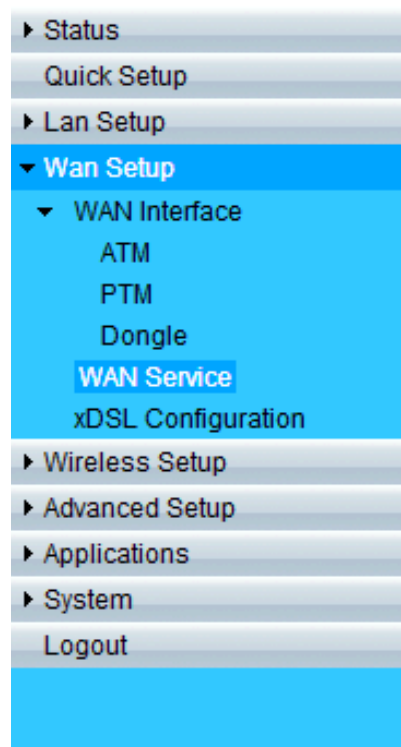 Status
Quick Setup
Lan Setup
Wan Setup
WAN Interface
ATM
PTM
Dongle
WAN Service
xDSL Configuration
Wireless Setup
Advanced Setup
Applications
System
Logout